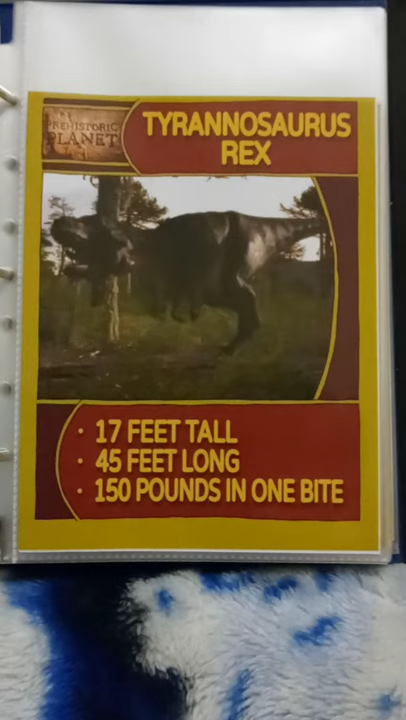 PREHISTORIC
PLANET
TYRANNOSAURUS
REX
· 17 FEET TALL
· 45 FEET LONG
· 150 POUNDS IN ONE BITE